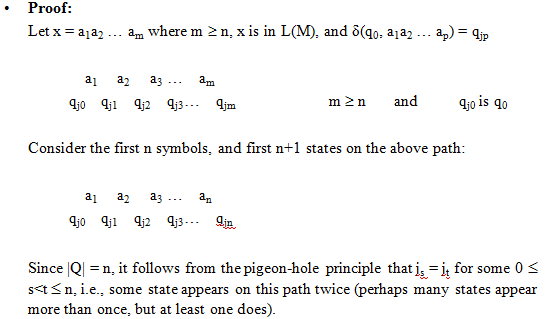 • Proof:
Let x = a₁a₂ … aₘ where m ≥ n, x is in L(M), and δ(q₀, a₁a₂ … aₚ) = qⱼₚ
a₁ a₂ a₃ … aₘ
qⱼ₀ qⱼ₁ qⱼ₂ qⱼ₃… qⱼₘ m ≥ n and qⱼ₀ is q₀
Consider the first n symbols, and first n+1 states on the above path:
a₁ a₂ a₃ … aₙ
qⱼ₀ qⱼ₁ qⱼ₂ qⱼ₃… qⱼₙ
Since |Q| = n, it follows from the pigeon-hole principle that jₛ = jₜ for some 0 ≤
s<t ≤ n, i.e., some state appears on this path twice (perhaps many states appear
more than once, but at least one does).